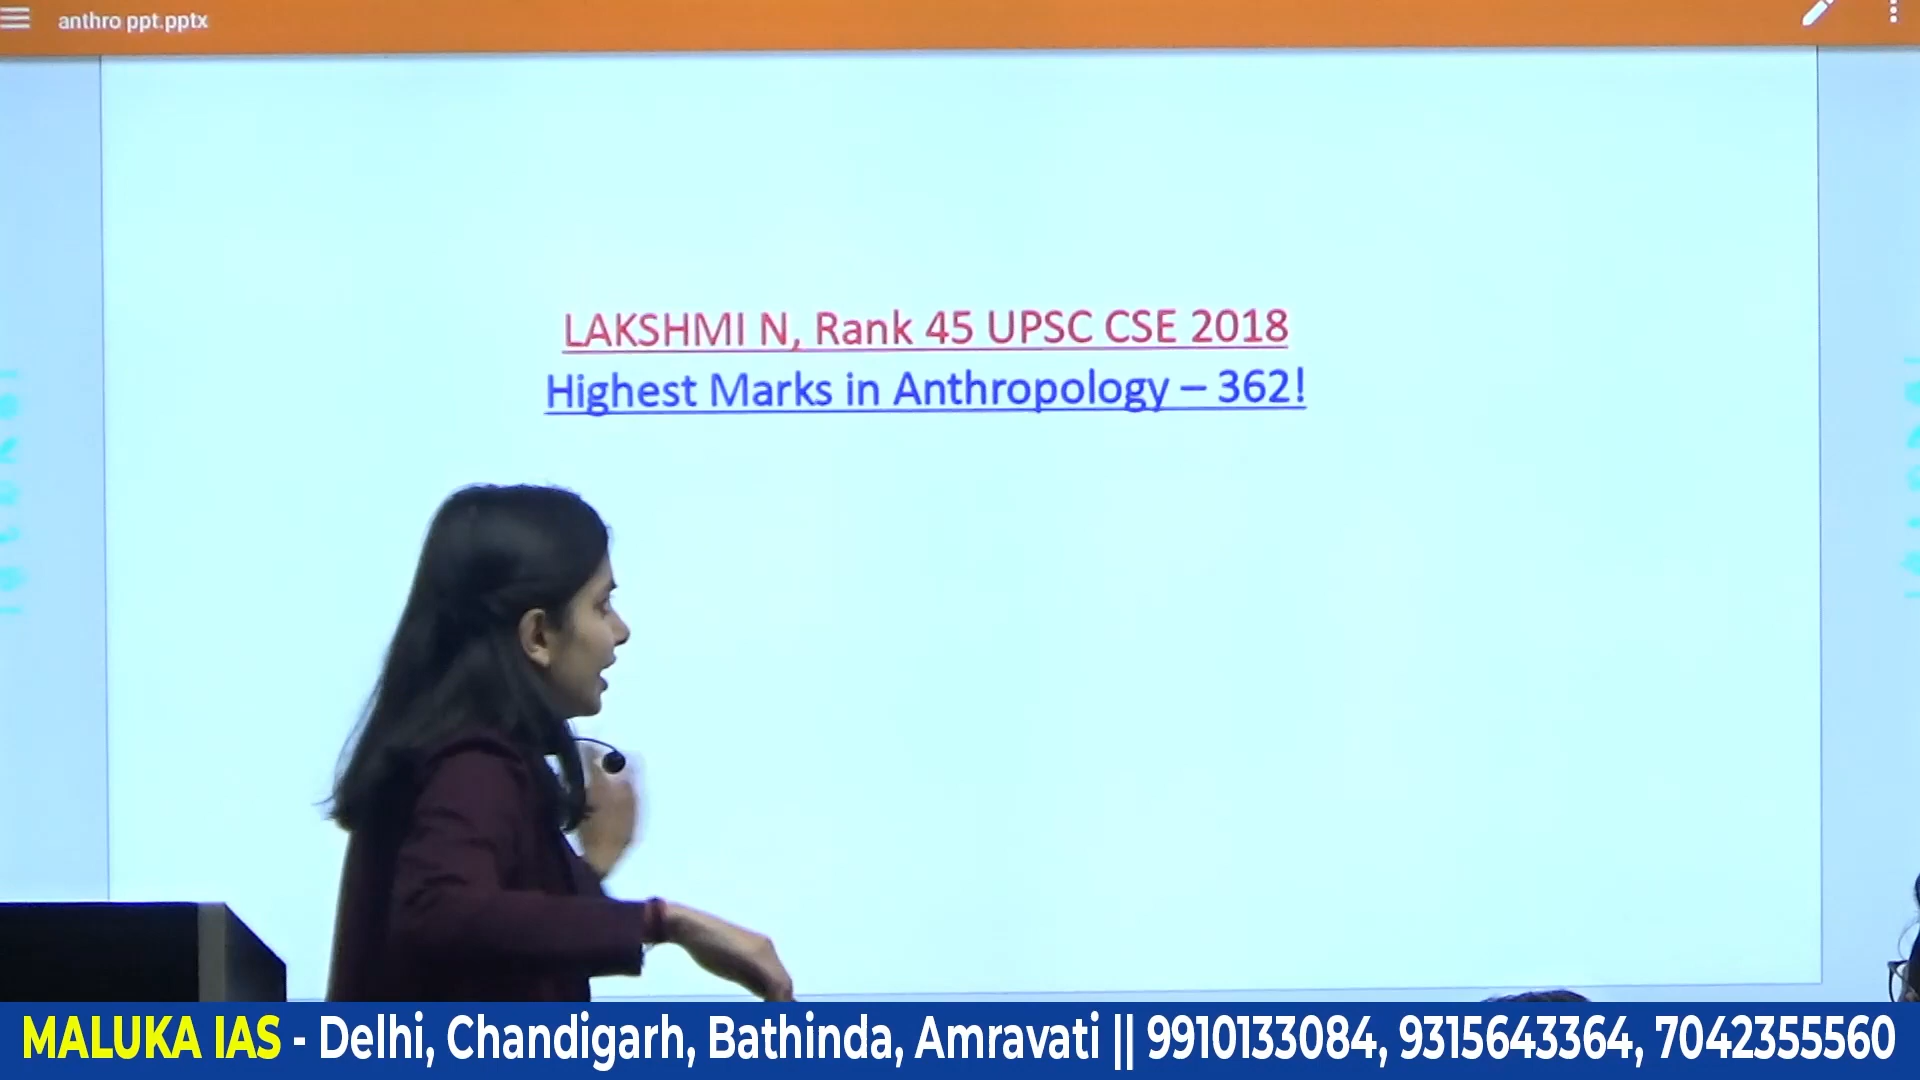 anthro ppt.pptx
LAKSHMI N, Rank 45 UPSC CSE 2018
Highest Marks in Anthropology – 362!
MALUKA IAS - Delhi, Chandigarh, Bathinda, Amravati || 9910133084, 9315643364, 7042355560